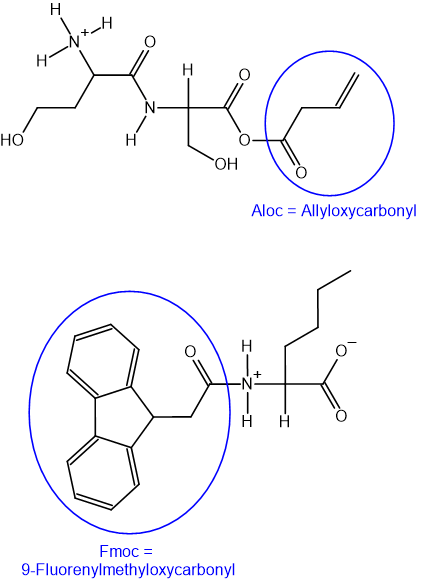 H
H
N+
H
O
HO
H
N
H
O
O
O
OH
Aloc = Allyloxycarbonyl
O
H
N+
H
H
O−
O
Fmoc =
9-Fluorenylmethyloxycarbonyl